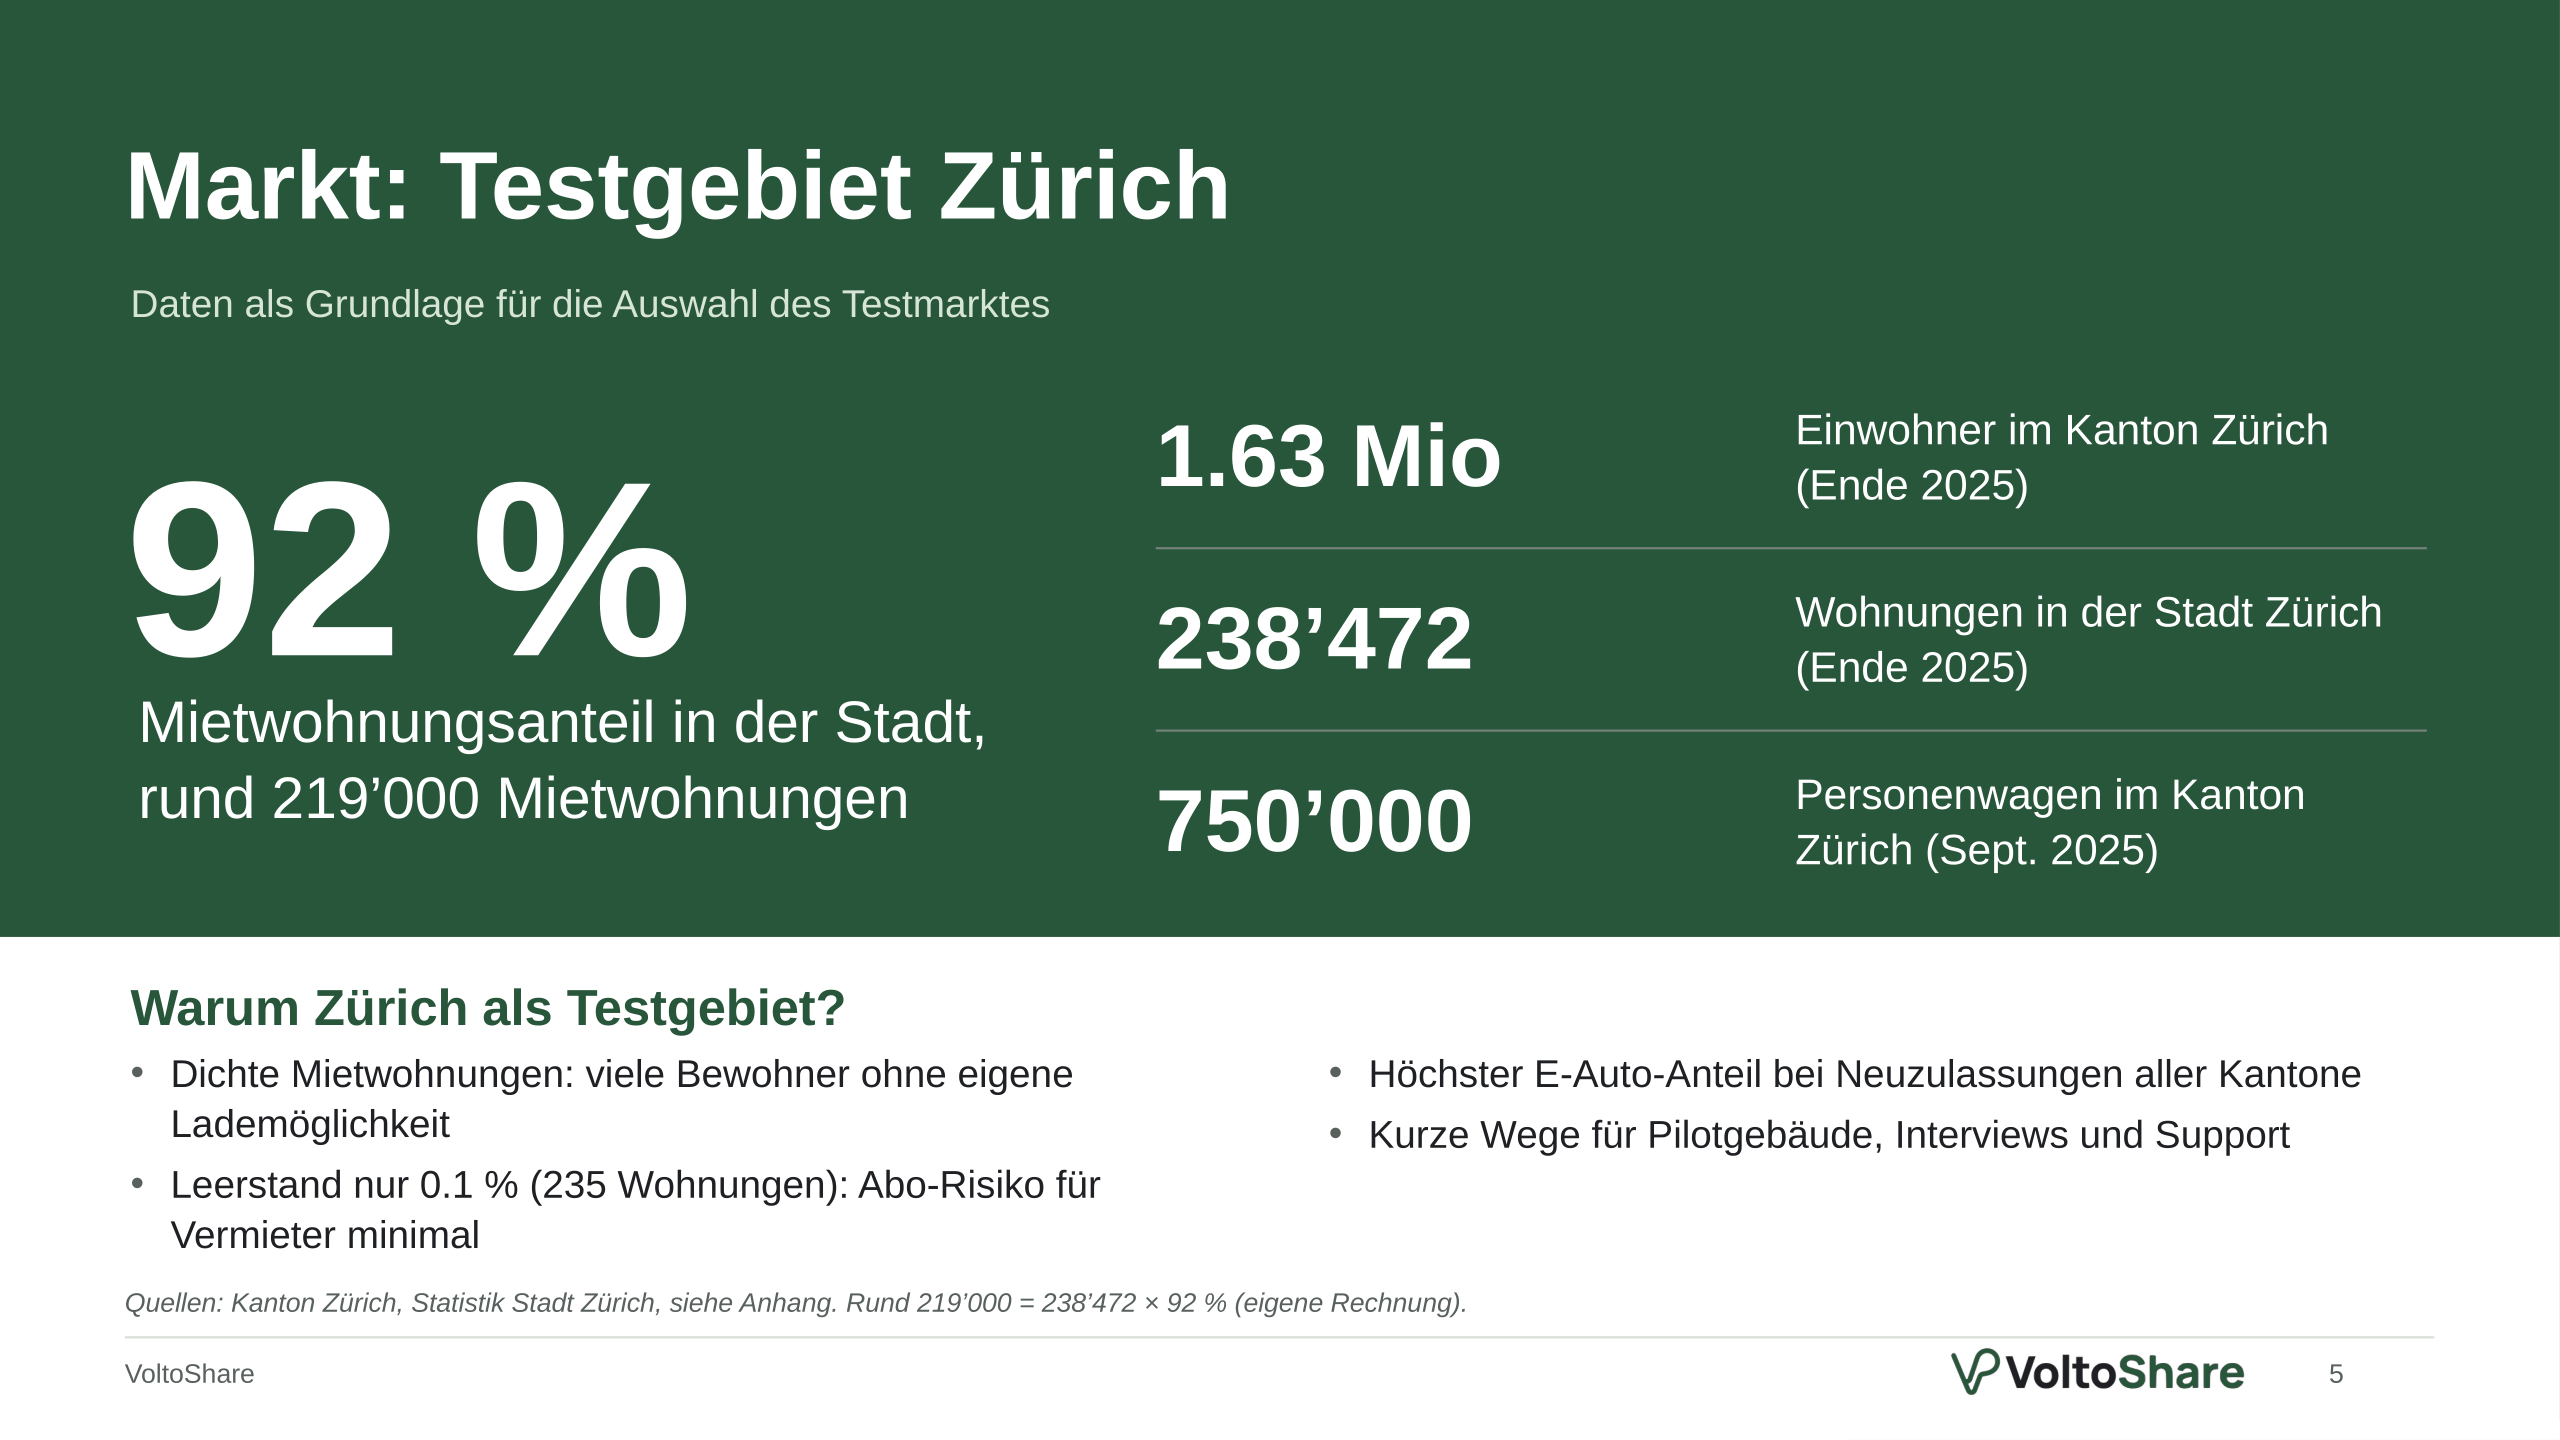 Markt: Testgebiet Zürich
Daten als Grundlage für die Auswahl des Testmarktes
92 %
Mietwohnungsanteil in der Stadt,
rund 219’000 Mietwohnungen
1.63 Mio
Einwohner im Kanton Zürich
(Ende 2025)
238’472
Wohnungen in der Stadt Zürich
(Ende 2025)
750’000
Personenwagen im Kanton
Zürich (Sept. 2025)
Warum Zürich als Testgebiet?
• Dichte Mietwohnungen: viele Bewohner ohne eigene
Lademöglichkeit
• Leerstand nur 0.1 % (235 Wohnungen): Abo-Risiko für
Vermieter minimal
• Höchster E-Auto-Anteil bei Neuzulassungen aller Kantone
• Kurze Wege für Pilotgebäude, Interviews und Support
Quellen: Kanton Zürich, Statistik Stadt Zürich, siehe Anhang. Rund 219’000 = 238’472 × 92 % (eigene Rechnung).
VoltoShare
VoltoShare
5